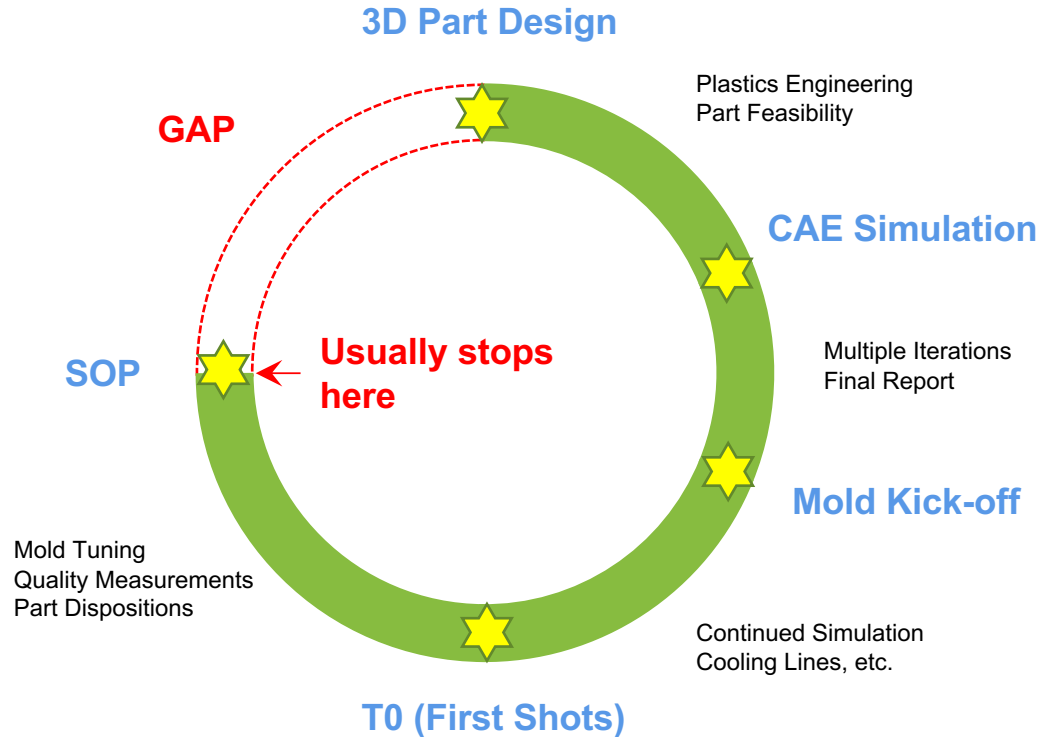 3D Part Design
Plastics Engineering
Part Feasibility
GAP
CAE Simulation
Usually stops
here
SOP
Multiple Iterations
Final Report
Mold Kick-off
Mold Tuning
Quality Measurements
Part Dispositions
Continued Simulation
Cooling Lines, etc.
T0 (First Shots)